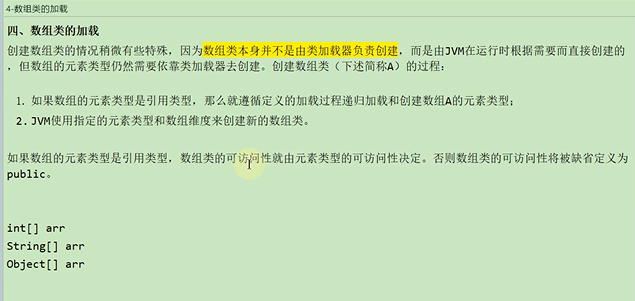 4-数组类的加载
四、数组类的加载
创建数组类的情况稍微有些特殊，因为数组类本身并不是由类加载器负责创建，而是由JVM在运行时根据需要而直接创建的
，但数组的元素类型仍然需要依靠类加载器去创建。创建数组类（下述简称A）的过程：
1. 如果数组的元素类型是引用类型，那么就遵循定义的加载过程递归加载和创建数组A的元素类型；
2. JVM使用指定的元素类型和数组维度来创建新的数组类。
如果数组的元素类型是引用类型，数组类的可访问性就由元素类型的可访问性决定。否则数组类的可访问性将被缺省定义为
public。
int[] arr
String[] arr
Object[] arr